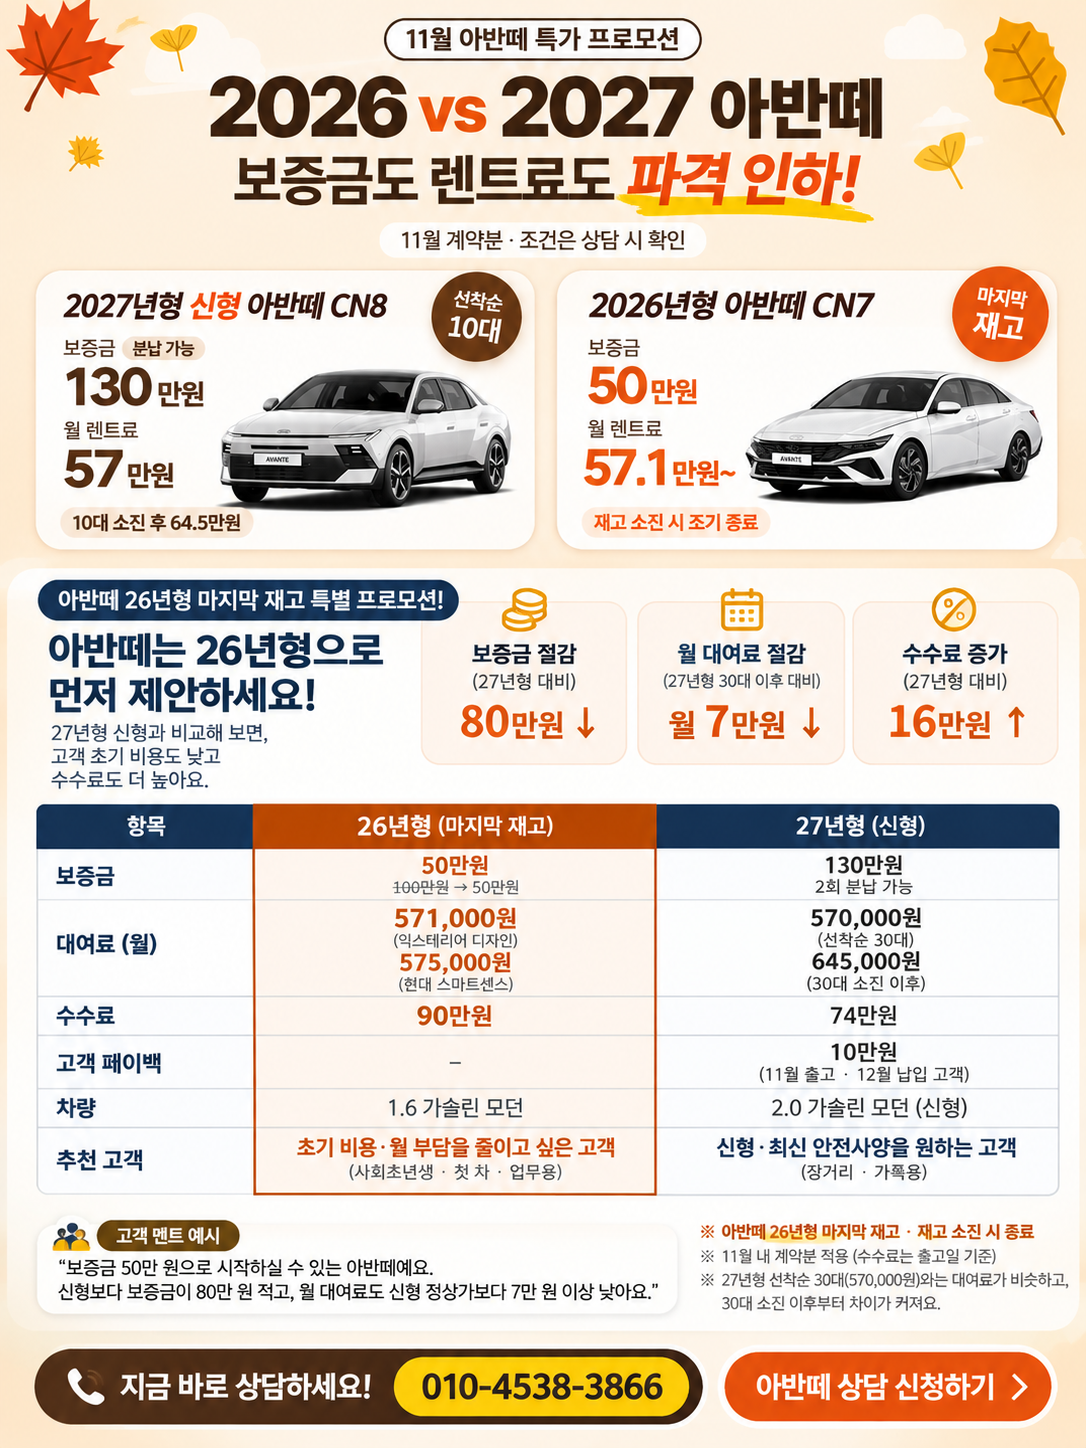 11월 아반떼 특가 프로모션
2026 vs 2027 아반떼
보증금도 렌트료도 파격 인하!
11월 계약분 · 조건은 상담 시 확인
2027년형 신형 아반떼 CN8
선착순
10대
보증금 분납 가능
130만원
월 렌트료
57만원
AVANTE
10대 소진 후 64.5만원
2026년형 아반떼 CN7
마지막
재고
보증금
50만원
월 렌트료
57.1만원~
AVANTE
재고 소진 시 조기 종료
아반떼 26년형 마지막 재고 특별 프로모션!
아반떼는 26년형으로
먼저 제안하세요!
27년형 신형과 비교해 보면,
고객 초기 비용도 낮고
수수료도 더 높아요.
보증금 절감
(27년형 대비)
80만원 ↓
월 대여료 절감
(27년형 30대 이후 대비)
월 7만원 ↓
수수료 증가
(27년형 대비)
16만원 ↑
항목 26년형 (마지막 재고) 27년형 (신형)
보증금 50만원 130만원
100만원 → 50만원 2회 분납 가능
대여료 (월) 571,000원 570,000원
(익스테리어 디자인) (선착순 30대)
575,000원 645,000원
(현대 스마트센스) (30대 소진 이후)
수수료 90만원 74만원
고객 페이백 – 10만원
(11월 출고 · 12월 납입 고객)
차량 1.6 가솔린 모던 2.0 가솔린 모던 (신형)
추천 고객 초기 비용·월 부담을 줄이고 싶은 고객 신형·최신 안전사양을 원하는 고객
(사회초년생 · 첫 차 · 업무용) (장거리 · 가족용)
고객 멘트 예시
“보증금 50만 원으로 시작하실 수 있는 아반떼예요.
신형보다 보증금이 80만 원 적고, 월 대여료도 신형 정상가보다 7만 원 이상 낮아요.”
※ 아반떼 26년형 마지막 재고 · 재고 소진 시 종료
※ 11월 내 계약분 적용 (수수료는 출고일 기준)
※ 27년형 선착순 30대(570,000원)와는 대여료가 비슷하고,
30대 소진 이후부터 차이가 커져요.
지금 바로 상담하세요! 010-4538-3866
아반떼 상담 신청하기 >